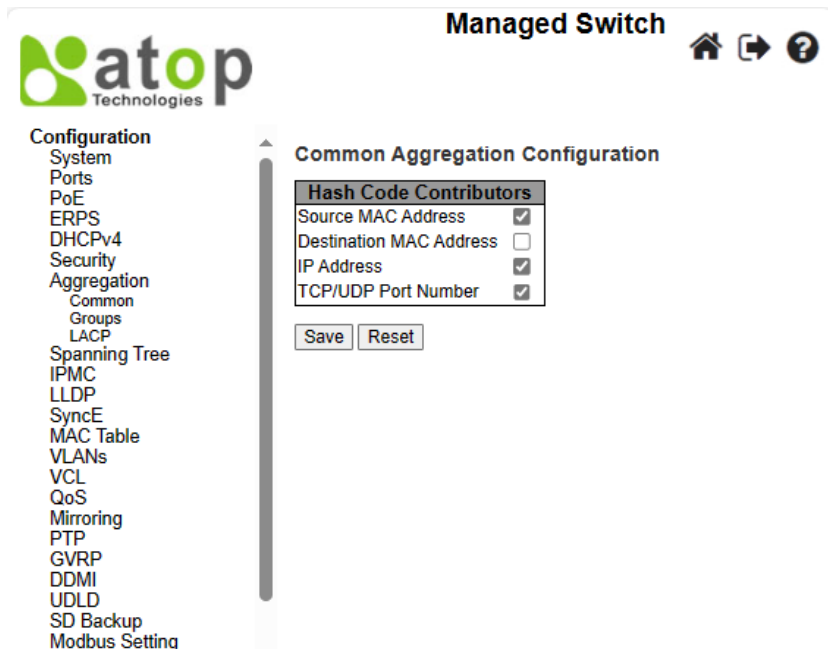 Managed Switch
atop
Technologies
Configuration
System
Ports
PoE
ERPS
DHCPv4
Security
Aggregation
Common
Groups
LACP
Spanning Tree
IPMC
LLDP
SyncE
MAC Table
VLANs
VCL
QoS
Mirroring
PTP
GVRP
DDMI
UDLD
SD Backup
Modbus Setting
Common Aggregation Configuration
Hash Code Contributors
Source MAC Address
Destination MAC Address
IP Address
TCP/UDP Port Number
Save Reset